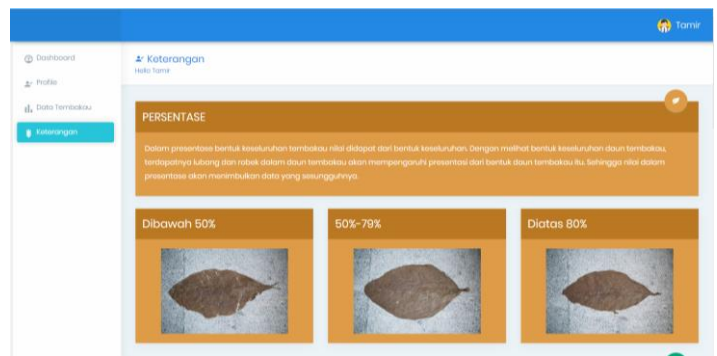 Tamir
Dashboard
Profile
Data Tembakau
Keterangan
Keterangan
Hello Tamir
PERSENTASE
Dalam presentase bentuk keseluruhan tembakau nilai didapat dari bentuk keseluruhan. Dengan melihat bentuk keseluruhan daun tembakau,
terdapatnya lubang dan robek dalam daun tembakau akan mempengaruhi presentasi dari bentuk daun tembakau itu. Sehingga nilai dalam
presentase akan menimbulkan data yang sesungguhnya.
Dibawah 50%
50%-79%
Diatas 80%